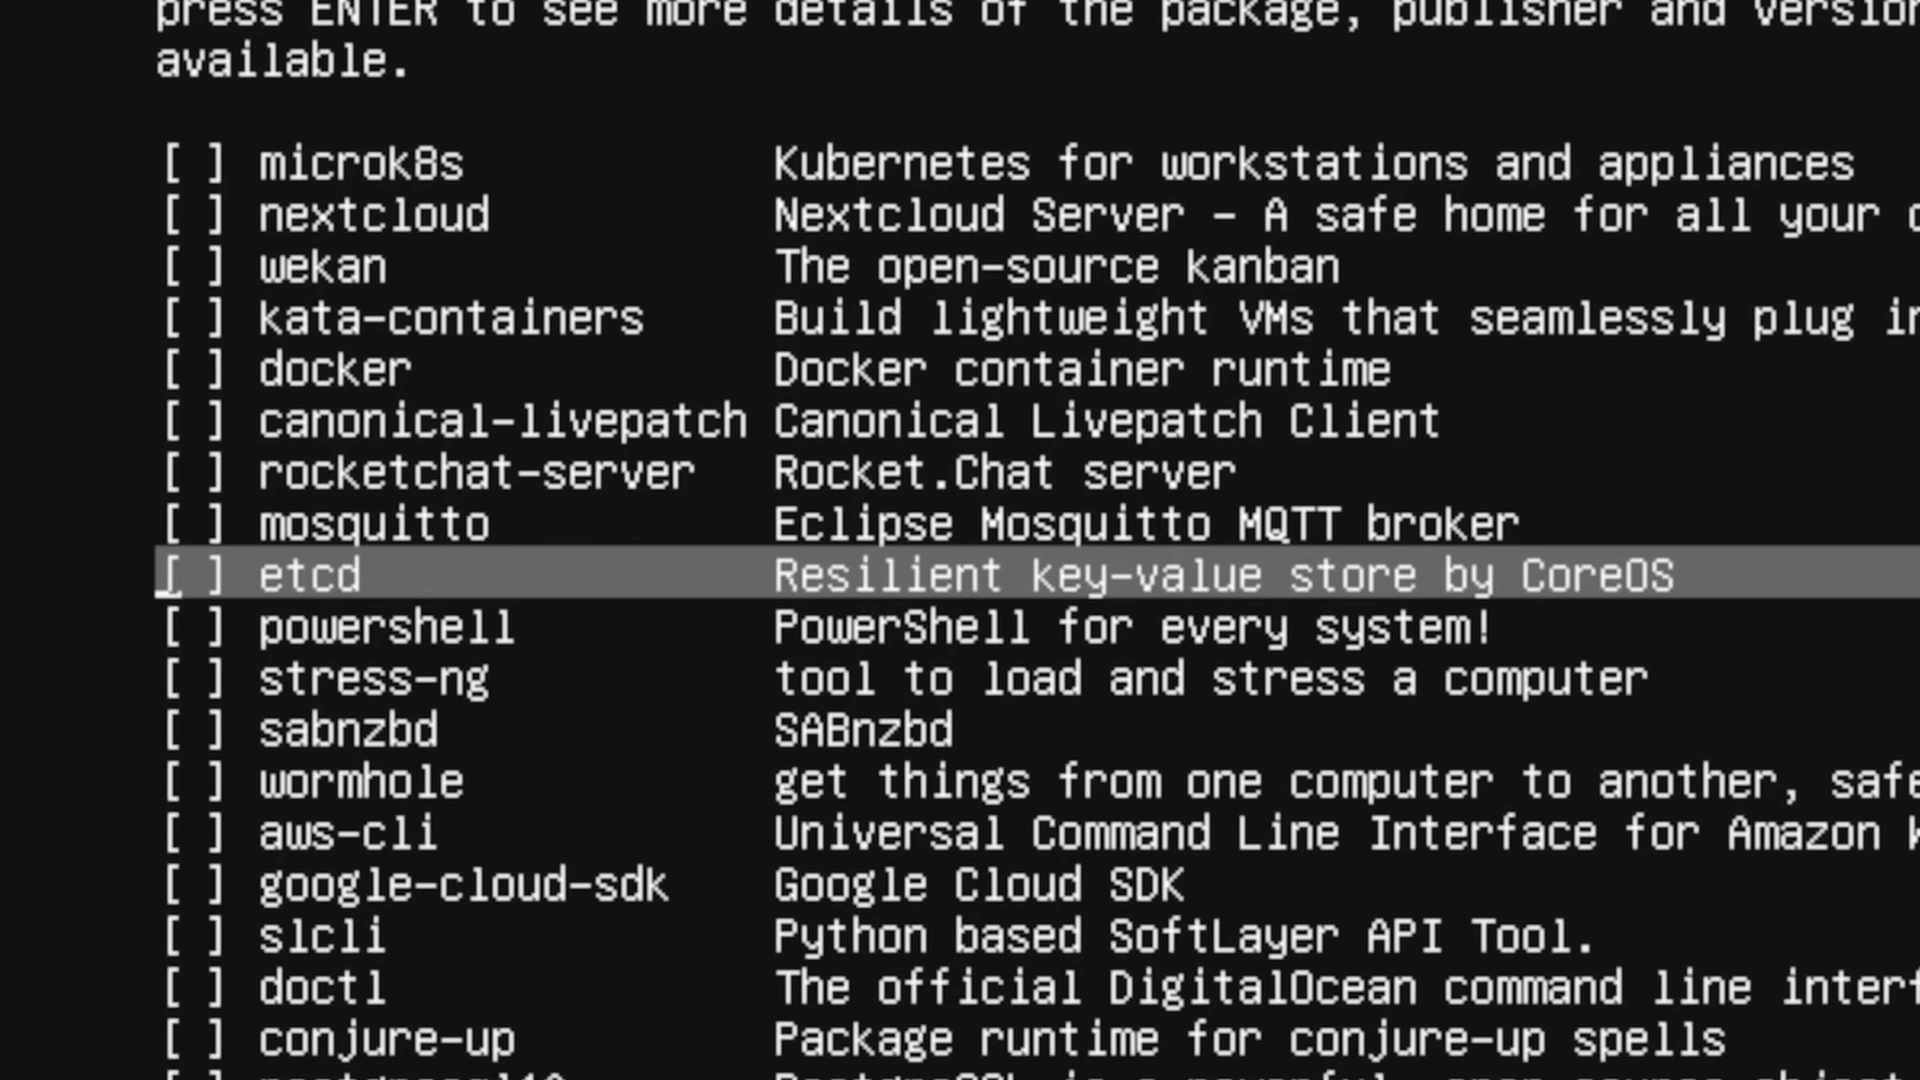 press ENTER to see more details of the package, publisher and version
available.
[ ] microk8s Kubernetes for workstations and appliances
[ ] nextcloud Nextcloud Server - A safe home for all your
[ ] wekan The open-source kanban
[ ] kata-containers Build lightweight VMs that seamlessly plug in
[ ] docker Docker container runtime
[ ] canonical-livepatch Canonical Livepatch Client
[ ] rocketchat-server Rocket.Chat server
[ ] mosquitto Eclipse Mosquitto MQTT broker
[ ] etcd Resilient key-value store by CoreOS
[ ] powershell PowerShell for every system!
[ ] stress-ng tool to load and stress a computer
[ ] sabnzbd SABnzbd
[ ] wormhole get things from one computer to another, safe
[ ] aws-cli Universal Command Line Interface for Amazon
[ ] google-cloud-sdk Google Cloud SDK
[ ] slcli Python based SoftLayer API Tool.
[ ] doctl The official DigitalOcean command line interf
[ ] conjure-up Package runtime for conjure-up spells